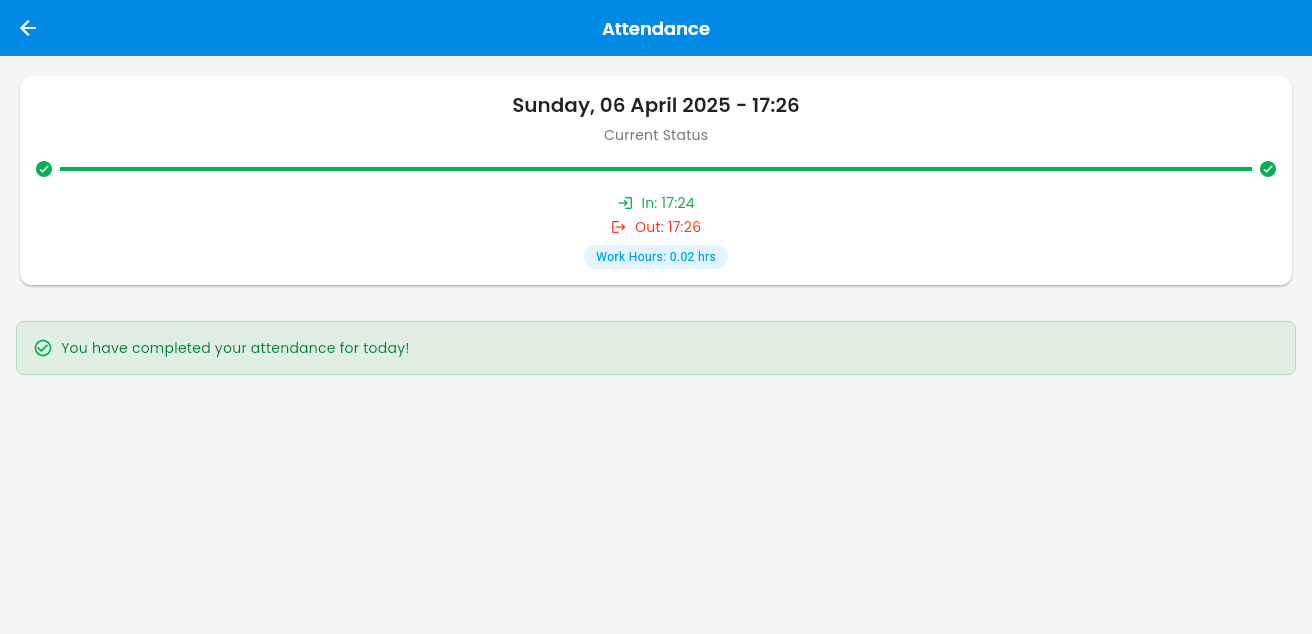 Attendance
Sunday, 06 April 2025 - 17:26
Current Status
In: 17:24
Out: 17:26
Work Hours: 0.02 hrs
You have completed your attendance for today!